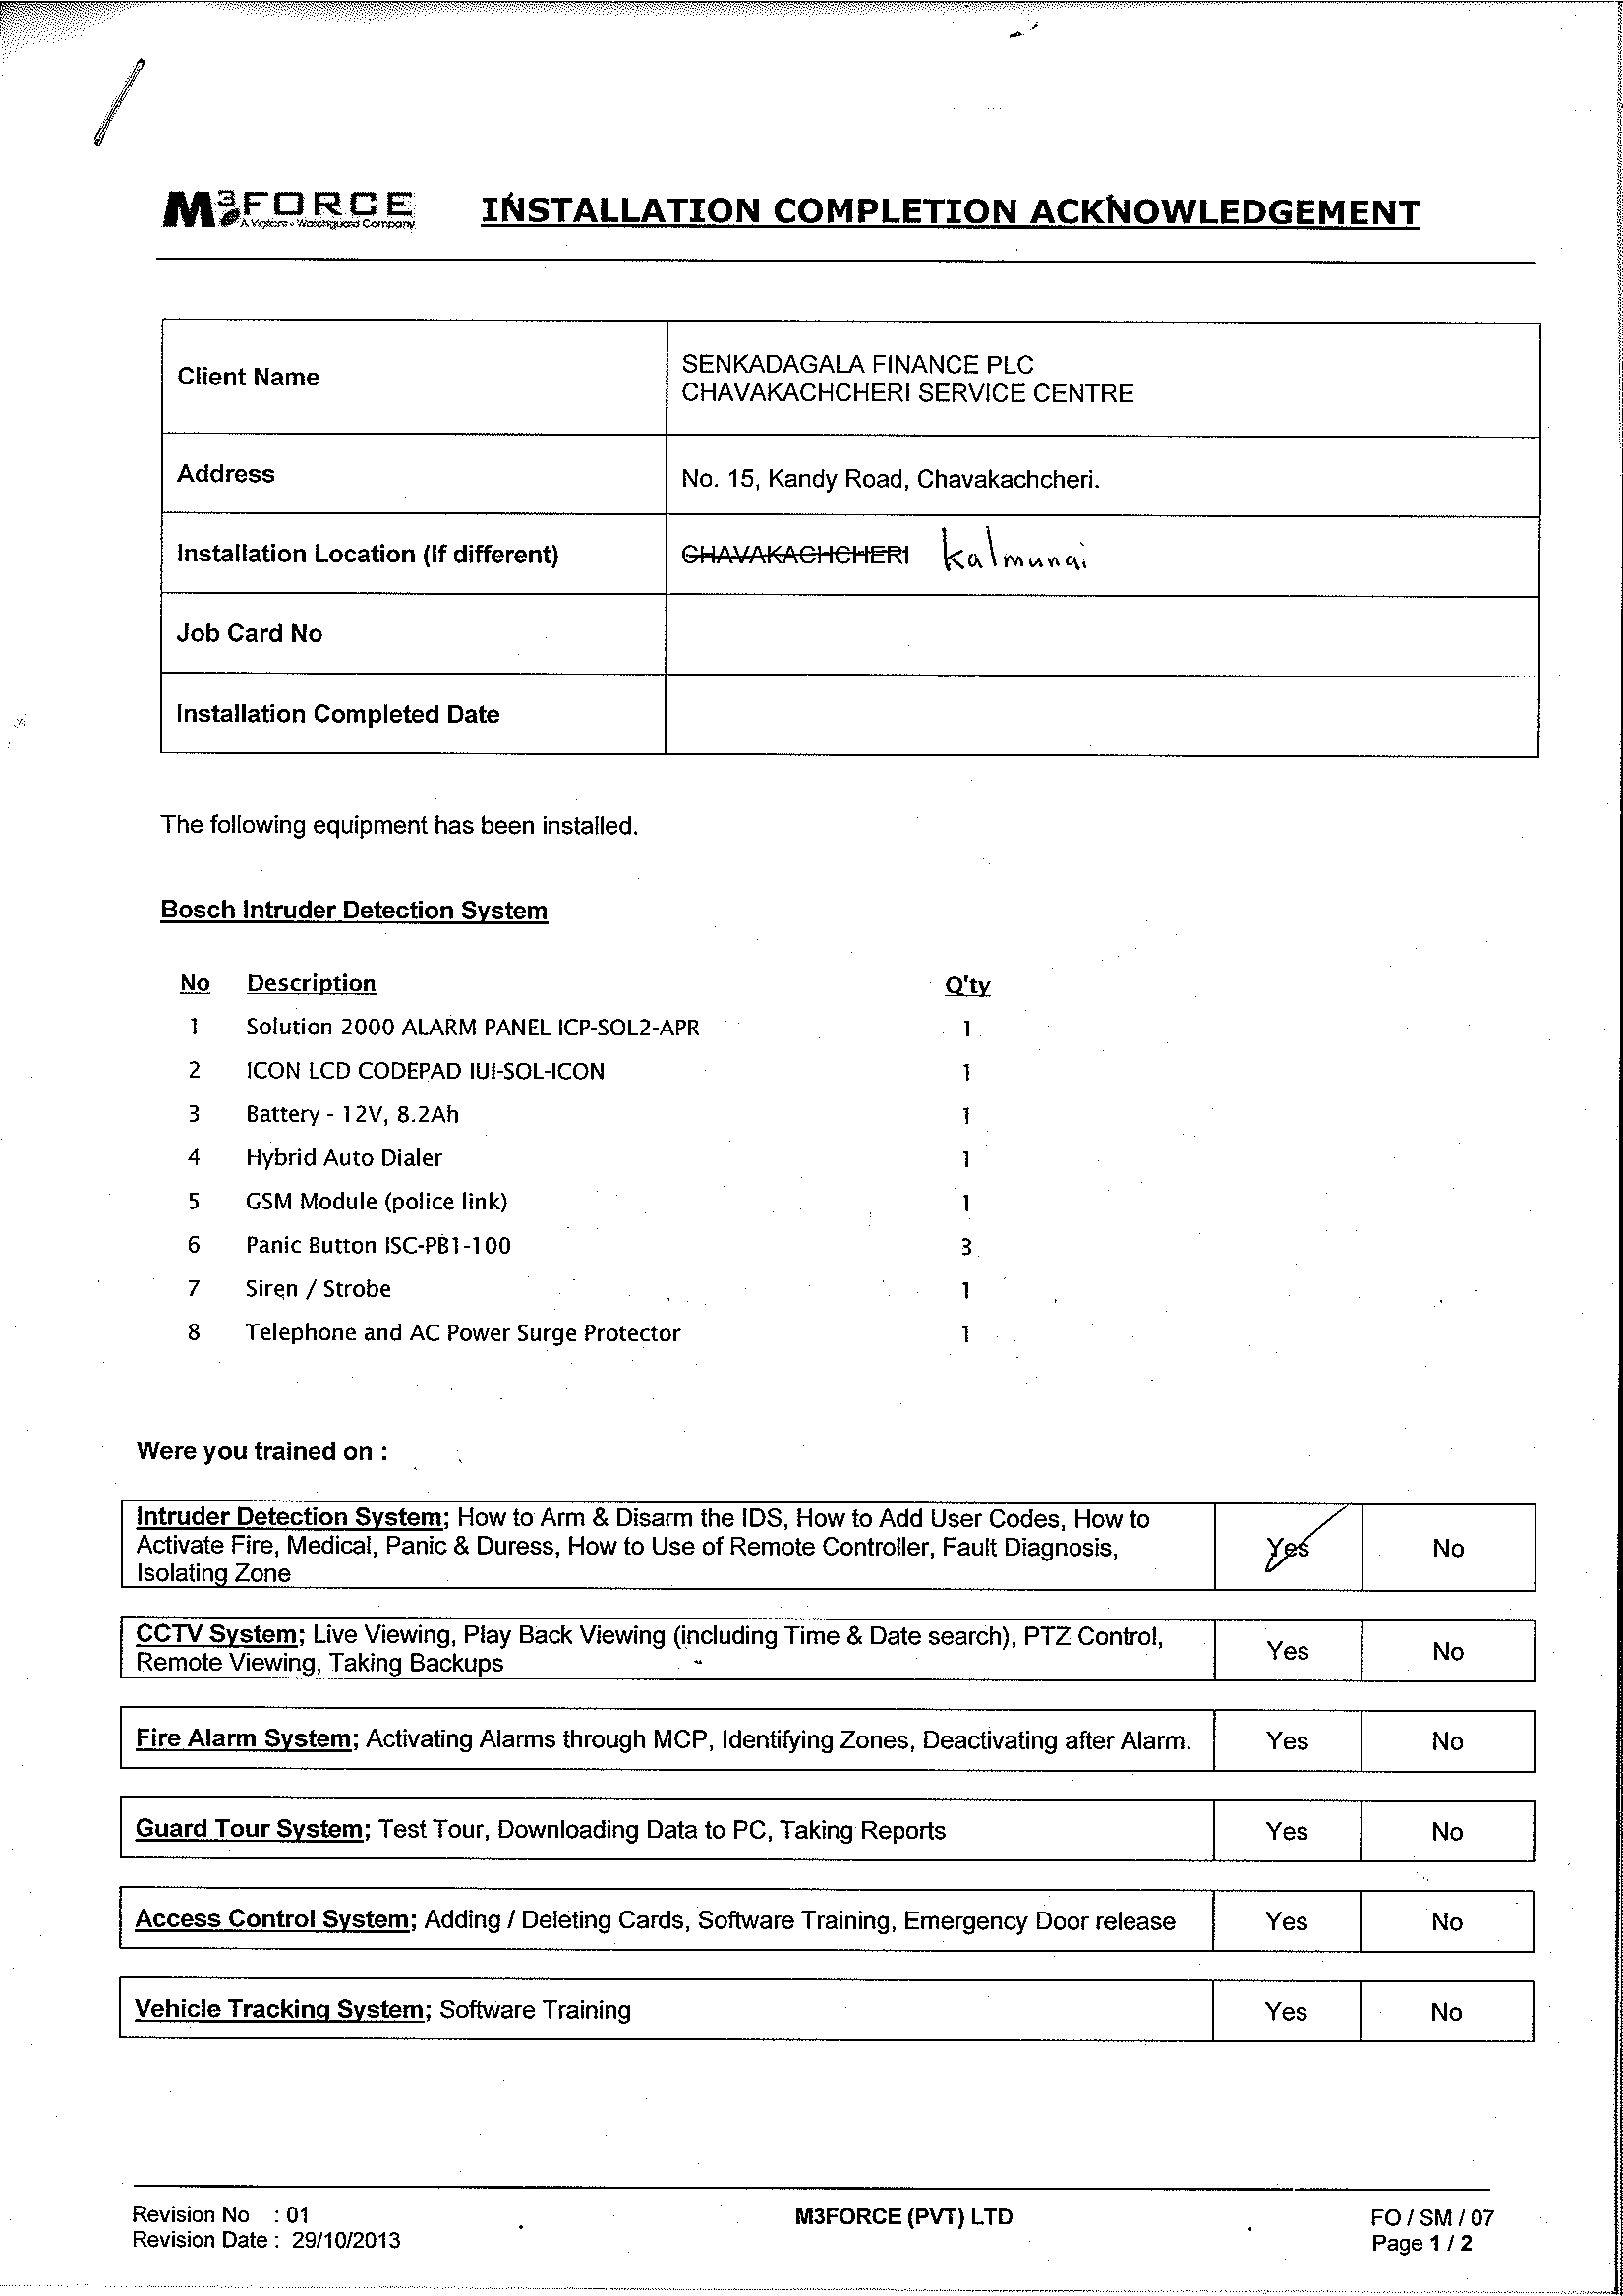 M3FORCE
A Vigilers - Watchguard Company
INSTALLATION COMPLETION ACKNOWLEDGEMENT
Client Name
SENKADAGALA FINANCE PLC
CHAVAKACHCHERI SERVICE CENTRE
Address
No. 15, Kandy Road, Chavakachcheri.
Installation Location (If different)
CHAVAKACHCHERI kalmunai
Job Card No
Installation Completed Date
The following equipment has been installed.
Bosch Intruder Detection System
No Description Q'ty
1 Solution 2000 ALARM PANEL ICP-SOL2-APR 1
2 ICON LCD CODEPAD IUI-SOL-ICON 1
3 Battery - 12V, 8.2Ah 1
4 Hybrid Auto Dialer 1
5 GSM Module (police link) 1
6 Panic Button ISC-PB1-100 3
7 Siren / Strobe 1
8 Telephone and AC Power Surge Protector 1
Were you trained on :
Intruder Detection System; How to Arm & Disarm the IDS, How to Add User Codes, How to
Activate Fire, Medical, Panic & Duress, How to Use of Remote Controller, Fault Diagnosis,
Isolating Zone
Yes No
CCTV System; Live Viewing, Play Back Viewing (including Time & Date search), PTZ Control,
Remote Viewing, Taking Backups
Yes No
Fire Alarm System; Activating Alarms through MCP, Identifying Zones, Deactivating after Alarm. Yes No
Guard Tour System; Test Tour, Downloading Data to PC, Taking Reports Yes No
Access Control System; Adding / Deleting Cards, Software Training, Emergency Door release Yes No
Vehicle Tracking System; Software Training Yes No
Revision No : 01
Revision Date : 29/10/2013
M3FORCE (PVT) LTD
FO / SM / 07
Page 1 / 2